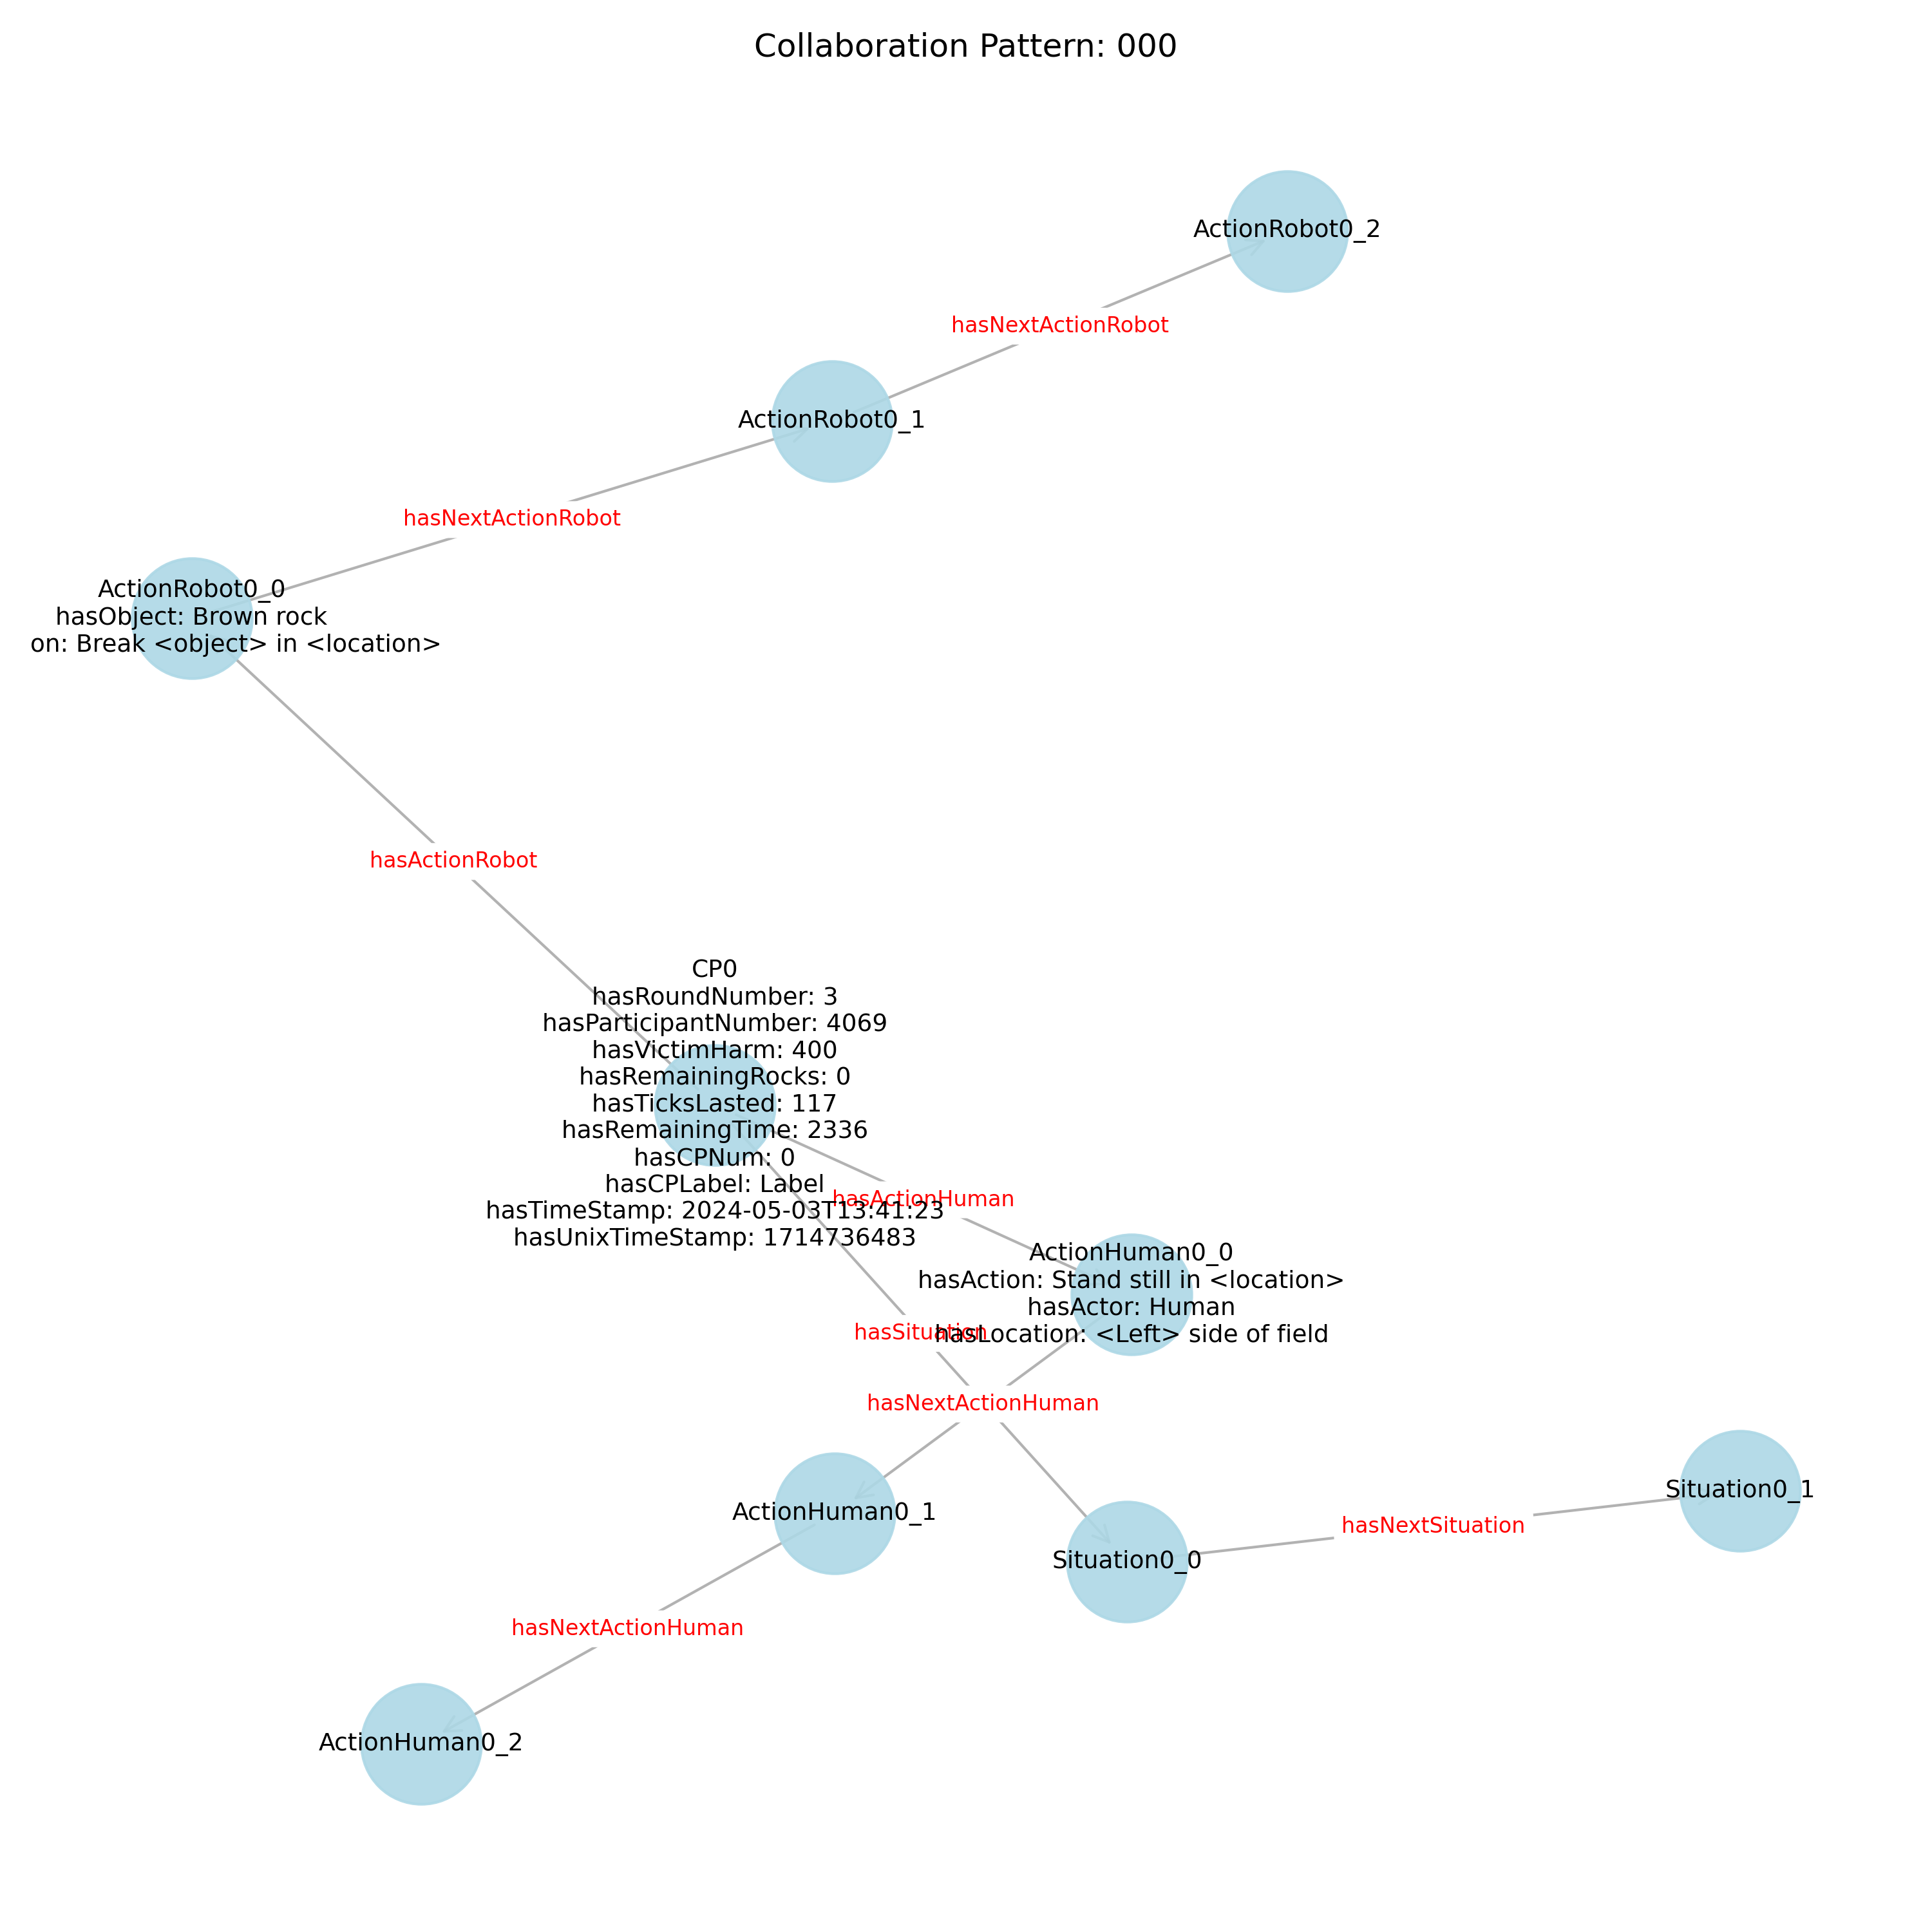 Collaboration Pattern: 000
ActionRobot0_2
hasNextActionRobot
ActionRobot0_1
hasNextActionRobot
ActionRobot0_0
hasObject: Brown rock
on: Break <object> in <location>
hasActionRobot
CP0
hasRoundNumber: 3
hasParticipantNumber: 4069
hasVictimHarm: 400
hasRemainingRocks: 0
hasTicksLasted: 117
hasRemainingTime: 2336
hasCPNum: 0
hasCPLabel: Label
hasTimeStamp: 2024-05-03T13:41:23
hasUnixTimeStamp: 1714736483
hasActionHuman
ActionHuman0_0
hasAction: Stand still in <location>
hasActor: Human
hasLocation: <Left> side of field
hasSituation
hasNextActionHuman
Situation0_1
ActionHuman0_1
hasNextSituation
Situation0_0
hasNextActionHuman
ActionHuman0_2